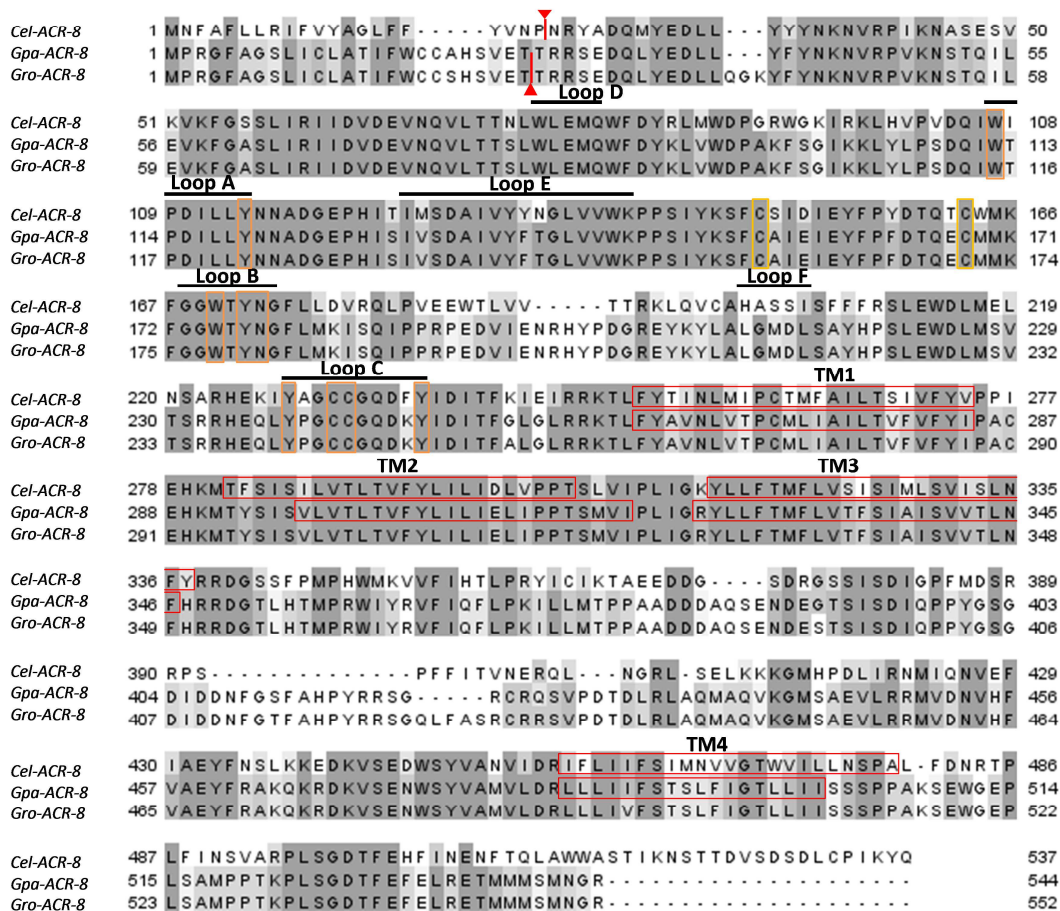 Cel-ACR-8 1 MNFAFLLRIFVYAGLFF-----YVNPNRYADQMYEDLL---YYYNKNVRPIKNASESV 50
Gpa-ACR-8 1 MPRGFAGSLICLATIFWCCAHSVETTRRSEDQLYEDLL---YFYNKNVRPVKNSTQIL 55
Gro-ACR-8 1 MPRGFAGSLICLATIFWCCSHSVETTRRSEDQLYEDLLQGKYFYNKNVRPVKNSTQIL 58
Loop D
Cel-ACR-8 51 KVKFGSSLIRIIDVDEVNQVLTTNLWLEMQWFDYRLMWDPGRWGKIRKLHVPVDQIWI 108
Gpa-ACR-8 56 EVKFGASLIRIIDVDEVNQVLTTSLWLEMQWFDYKLVWDPAKFSGIKKLYLPSDQIWT 113
Gro-ACR-8 59 EVKFGASLIRIIDVDEVNQVLTTSLWLEMQWFDYKLVWDPAKFSGIKKLYLPSDQIWT 116
Loop A Loop E
Cel-ACR-8 109 PDILLYNNADGEPHITIMSDAIVYYNGLVVWKPPSIYKSFCSIDIEYFPYDTQTCWMK 166
Gpa-ACR-8 114 PDILLYNNADGEPHISIVSDAIVYFTGLVVWKPPSIYKSFCAIEIEYFPFDTQECMMK 171
Gro-ACR-8 117 PDILLYNNADGEPHISIVSDAIVYFTGLVVWKPPSIYKSFCAIEIEYFPFDTQECMMK 174
Loop B Loop F
Cel-ACR-8 167 FGGWTYNGFLLDVRQLPVEEWTLVV-----TTRKLQVCAHASSISFFFRSLEWDLMEL 219
Gpa-ACR-8 172 FGGWTYNGFLMKISQIPPRPEDVIENRHYPDGREYKYLALGMDLSAYHPSLEWDLMSV 229
Gro-ACR-8 175 FGGWTYNGFLMKISQIPPRPEDVIENRHYPDGREYKYLALGMDLSAYHPSLEWDLMSV 232
Loop C TM1
Cel-ACR-8 220 NSARHEKIYAGCCGQDFYIDITFKIEIRRKTLFYTINLMIPCTMFAILTSIVFYVPPI 277
Gpa-ACR-8 230 TSRRHEQLYPGCCGQDKYIDITFGLGLRRKTLFYAVNLVTPCMLIAILTVFVFYIPAC 287
Gro-ACR-8 233 TSRRHEQLYPGCCGQDKYIDITFALGLRRKTLFYAVNLVTPCMLIAILTVFVFYIPAC 290
TM2 TM3
Cel-ACR-8 278 EHKMTFSISILVTLTVFYLILIDLVPPTSLVIPLIGKYLLFTMFLVSISIMLSVISLN 335
Gpa-ACR-8 288 EHKMTYSISVLVTLTVFYLILIELIPPTSMVIPLIGRYLLFTMFLVTFSIAISVVTLN 345
Gro-ACR-8 291 EHKMTYSISVLVTLTVFYLILIELIPPTSMVIPLIGRYLLFTMFLVTFSIAISVVTLN 348
Cel-ACR-8 336 FYRRDGSSFPMPHWMKVVFIHTLPRYICIKTAEEDDG----SDRGSSISDIGPFMDSR 389
Gpa-ACR-8 346 FHRRDGTLHTMPRWIYRVFIQFLPKILLMTPPAADDDAQSENDEGTSISDIQPPYGSG 403
Gro-ACR-8 349 FHRRDGTLHTMPRWIYRVFIQFLPKILLMTPPAADDDAQSENDESTSISDIQPPYGSG 406
Cel-ACR-8 390 RPS--------------PFFITVNERQL--NGRL-SELKKKGMHPDLIRNMIQNVEF 429
Gpa-ACR-8 404 DIDDNFGSFAHPYRRSG-----RCRQSVPDTDLRLAQMAQVKGMSAEVLRRMVDNVHF 456
Gro-ACR-8 407 DIDDNFGTFAHPYRRSGQLFASRCRRSVPDTDLRLAQMAQVKGMSAEVLRRMVDNVHF 464
TM4
Cel-ACR-8 430 IAEYFNSLKKEDKVSEDWSYVANVIDRIFLIIFSIMNVVGTWVILLNSPAL-FDNRTP 486
Gpa-ACR-8 457 VAEYFRAKQKRDKVSENWSYVAMVLDRLLLIIFSTSLFIGTLLIISSSPPAKSEWGEP 514
Gro-ACR-8 465 VAEYFRAKQKRDKVSENWSYVAMVLDRLLLIVFSTSLFIGTLLIISSSPPAKSEWGEP 522
Cel-ACR-8 487 LFINSVARPLSGDTFEHFINENFTQLAWWASTIKNSTTDVSDSDLCPIKYQ 537
Gpa-ACR-8 515 LSAMPPTKPLSGDTFEFELRETMMMSMNGR--------------------- 544
Gro-ACR-8 523 LSAMPPTKPLSGDTFEFELRETMMMSMNGR--------------------- 552